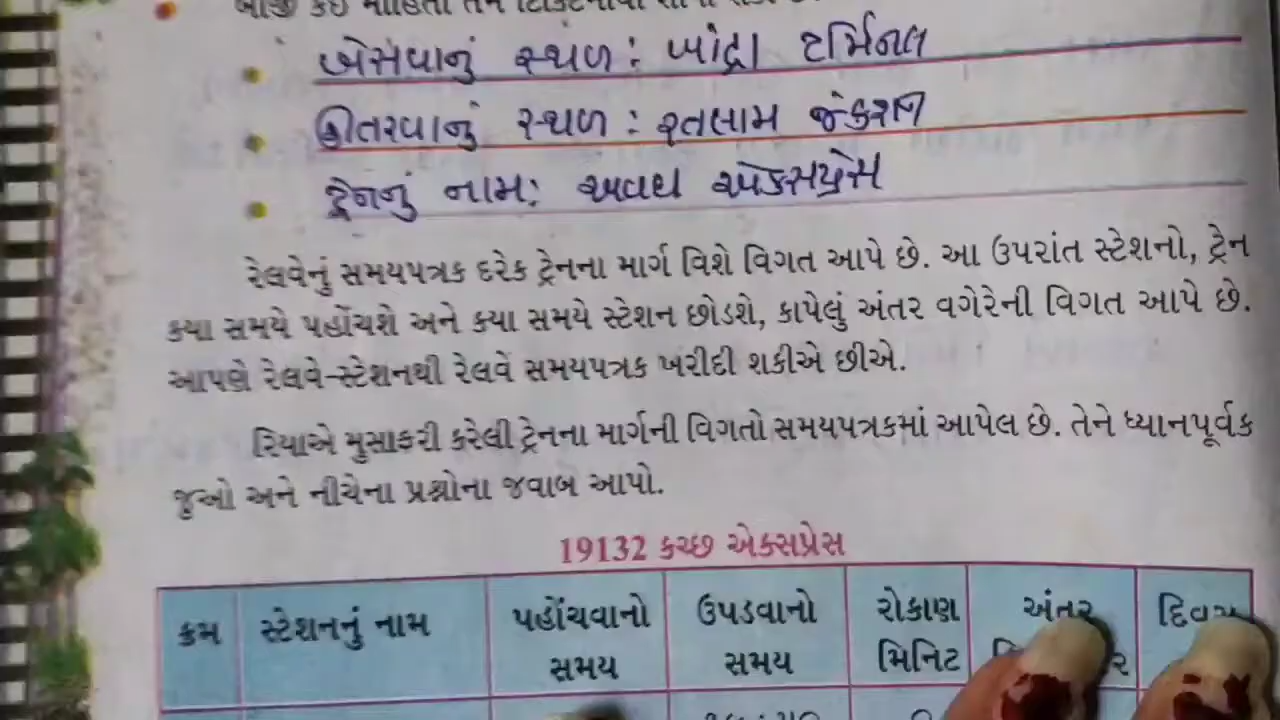 બેસવાનું સ્થળ : બાંદ્રા ટર્મિનલ
ઊતરવાનું સ્થળ : રતલામ જંકશન
ટ્રેનનું નામ : અવધ એક્સપ્રેસ
રેલવેનું સમયપત્રક દરેક ટ્રેનના માર્ગ વિશે વિગત આપે છે. આ ઉપરાંત સ્ટેશનો, ટ્રેન
ક્યા સમયે પહોંચશે અને ક્યા સમયે સ્ટેશન છોડશે, કાપેલું અંતર વગેરેની વિગત આપે છે.
આપણે રેલવે-સ્ટેશનથી રેલવે સમયપત્રક ખરીદી શકીએ છીએ.
રિયાએ મુસાફરી કરેલી ટ્રેનના માર્ગની વિગતો સમયપત્રકમાં આપેલ છે. તેને ધ્યાનપૂર્વક
જૂઓ અને નીચેના પ્રશ્નોના જવાબ આપો.
19132 કચ્છ એક્સપ્રેસ
ક્રમ સ્ટેશનનું નામ પહોંચવાનો ઉપડવાનો રોકાણ અંતર
સમય સમય મિનિટ